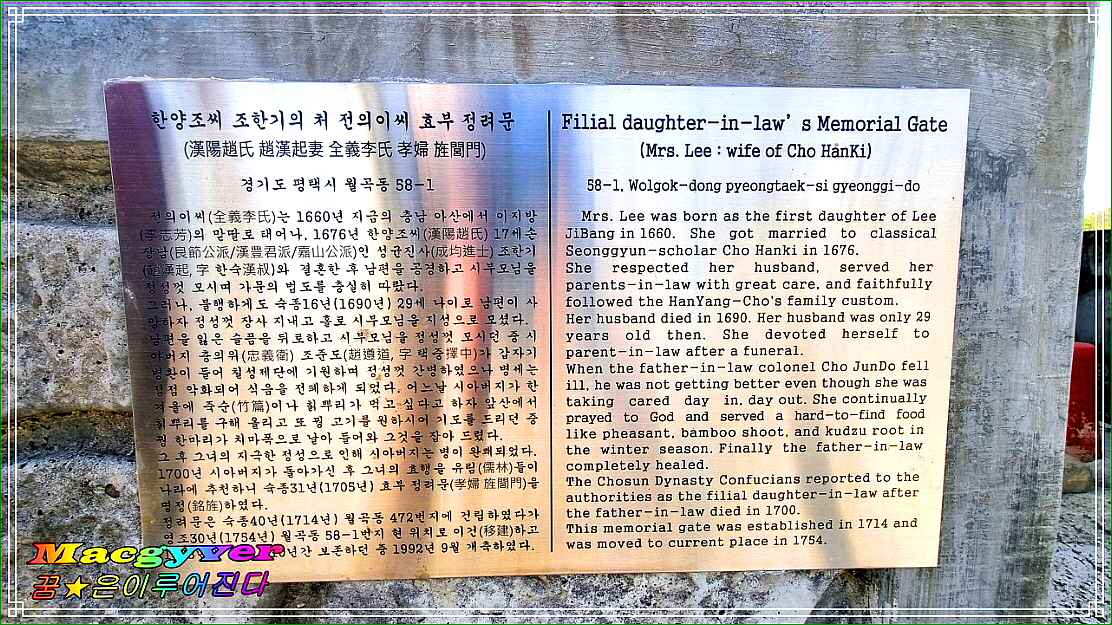 한양조씨 조한기의 처 전의이씨 효부 정려문
(漢陽趙氏 趙漢起妻 全義李氏 孝婦 旌閭門)
경기도 평택시 월곡동 58-1
전의이씨(全義李氏)는 1660년 지금의 충남 아산에서 이지방
(李志芳)의 맏딸로 태어나, 1676년 한양조씨(漢陽趙氏) 17세손
장남(良節公派/漢豊君派/嘉山公派)인 성균진사(成均進士) 조한기
(趙漢起, 字 한숙漢叔)와 결혼한 후 남편을 공경하고 시부모님을
정성껏 모시며 가문의 법도를 충실히 따랐다.
그러나, 불행하게도 숙종16년(1690년) 29세 나이로 남편이 사
망하자 정성껏 장사 지내고 홀로 시부모님을 지성으로 모셨다.
남편을 잃은 슬픔을 뒤로하고 시부모님을 정성껏 모시던 중 시
아버지 충의위(忠義衛) 조준도(趙遵道, 字 택중擇中)가 갑자기
병환이 들어 월성제단에 기원하며 정성껏 간병하였으나 병세는
점점 악화되어 식음을 전폐하게 되었다. 어느날 시아버지가 한
겨울에 죽순(竹篇)이나 칡뿌리가 먹고 싶다고 하자 앞산에서
칡뿌리를 구해 올리고 또 꿩 고기를 원하시어 기도를 드리던 중
꿩 한마리가 치마폭으로 날아 들어와 그것을 잡아 드렸다.
그 후 그녀의 지극한 정성으로 인해 시아버지는 병이 완쾌되었다.
1700년 시아버지가 돌아가신 후 그녀의 효행을 유림(儒林)들이
나라에 추천하니 숙종31년(1705년) 효부 정려문(孝婦 旌閭門)을
명정(銘旌)하였다.
정려문은 숙종40년(1714년) 월곡동 472번지에 건립하였다가
영조30년(1754년) 월곡동 58-1번지 현 위치로 이건(移建)하고
년간 보존하던 중 1992년 9월 개축하였다.
Filial daughter-in-law's Memorial Gate
(Mrs. Lee : wife of Cho HanKi)
58-1, Wolgok-dong pyeongtaek-si gyeonggi-do
Mrs. Lee was born as the first daughter of Lee
JiBang in 1660. She got married to classical
Seonggyun-scholar Cho Hanki in 1676.
She respected her husband, served her
parents-in-law with great care, and faithfully
followed the HanYang-Cho's family custom.
Her husband died in 1690. Her husband was only 29
years old then. She devoted herself to
parent-in-law after a funeral.
When the father-in-law colonel Cho JunDo fell
ill, he was not getting better even though she was
taking cared day in, day out. She continually
prayed to God and served a hard-to-find food
like pheasant, bamboo shoot, and kudzu root in
the winter season. Finally the father-in-law
completely healed.
The Chosun Dynasty Confucians reported to the
authorities as the filial daughter-in-law after
the father-in-law died in 1700.
This memorial gate was established in 1714 and
was moved to current place in 1754.
Macgyver
꿈★은이루어진다